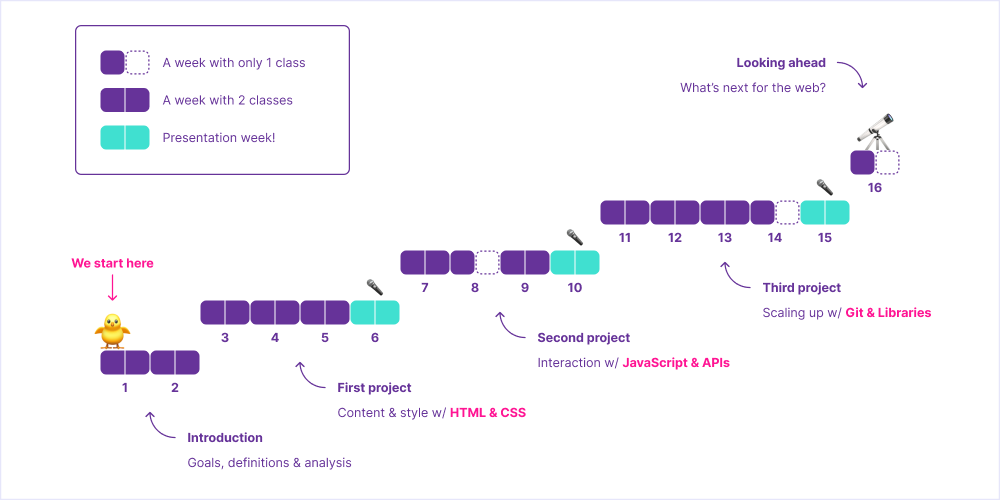 A week with only 1 class
A week with 2 classes
Presentation week!
Looking ahead
What's next for the web?
16
11 12 13 14 15
Third project
Scaling up w/ Git & Libraries
7 8 9 10
Second project
Interaction w/ JavaScript & APIs
We start here
3 4 5 6
First project
Content & style w/ HTML & CSS
1 2
Introduction
Goals, definitions & analysis